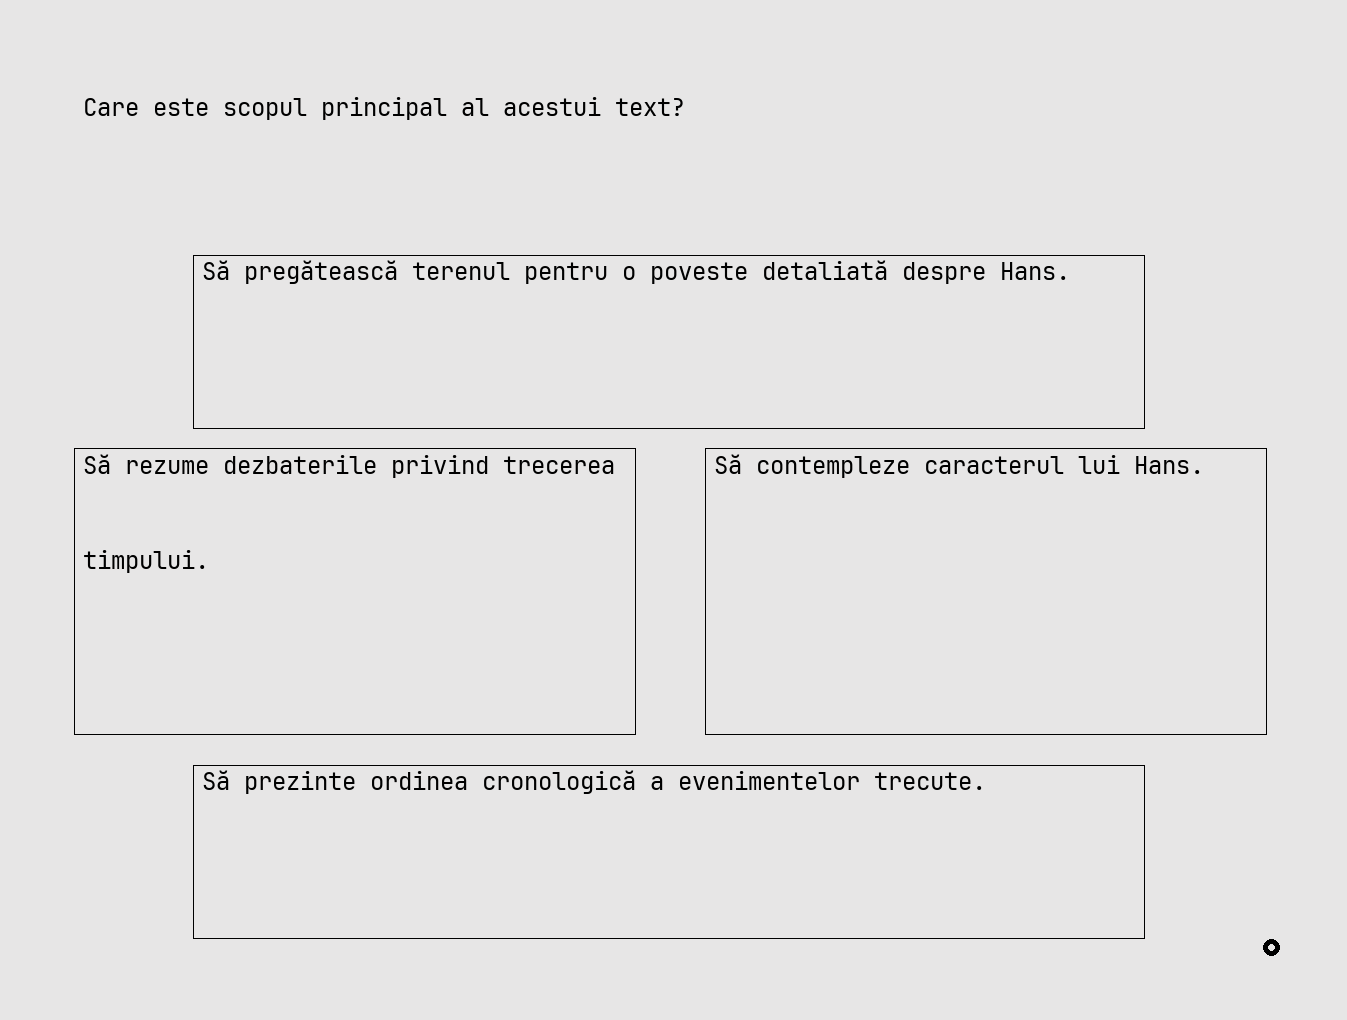 Care este scopul principal al acestui text?
Să pregătească terenul pentru o poveste detaliată despre Hans.
Să rezume dezbaterile privind trecerea
timpului.
Să contempleze caracterul lui Hans.
Să prezinte ordinea cronologică a evenimentelor trecute.